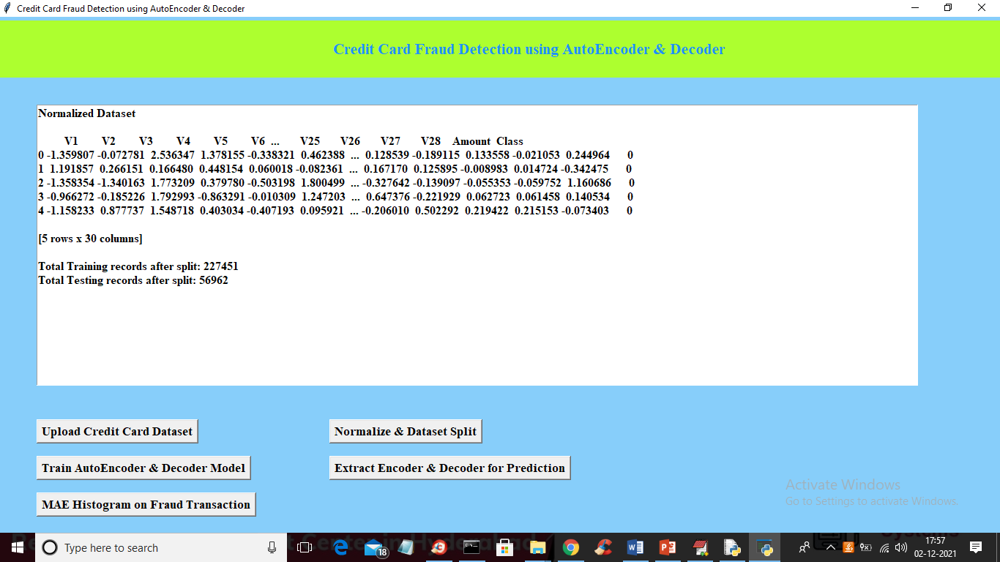 Credit Card Fraud Detection using AutoEncoder & Decoder
Credit Card Fraud Detection using AutoEncoder & Decoder
Normalized Dataset
V1 V2 V3 V4 V5 V6 ... V25 V26 V27 V28 Amount Class
0 -1.359807 -0.072781 2.536347 1.378155 -0.338321 0.462388 ... 0.128539 -0.189115 0.133558 -0.021053 0.244964 0
1 1.191857 0.266151 0.166480 0.448154 0.060018 -0.082361 ... 0.167170 0.125895 -0.008983 0.014724 -0.342475 0
2 -1.358354 -1.340163 1.773209 0.379780 -0.503198 1.800499 ... -0.327642 -0.139097 -0.055353 -0.059752 1.160686 0
3 -0.966272 -0.185226 1.792993 -0.863291 -0.010309 1.247203 ... 0.647376 -0.221929 0.062723 0.061458 0.140534 0
4 -1.158233 0.877737 1.548718 0.403034 -0.407193 0.095921 ... -0.206010 0.502292 0.219422 0.215153 -0.073403 0
[5 rows x 30 columns]
Total Training records after split: 227451
Total Testing records after split: 56962
Upload Credit Card Dataset
Normalize & Dataset Split
Train AutoEncoder & Decoder Model
Extract Encoder & Decoder for Prediction
MAE Histogram on Fraud Transaction
Activate Windows
Go to Settings to activate Windows.
Type here to search
18
17:57
02-12-2021